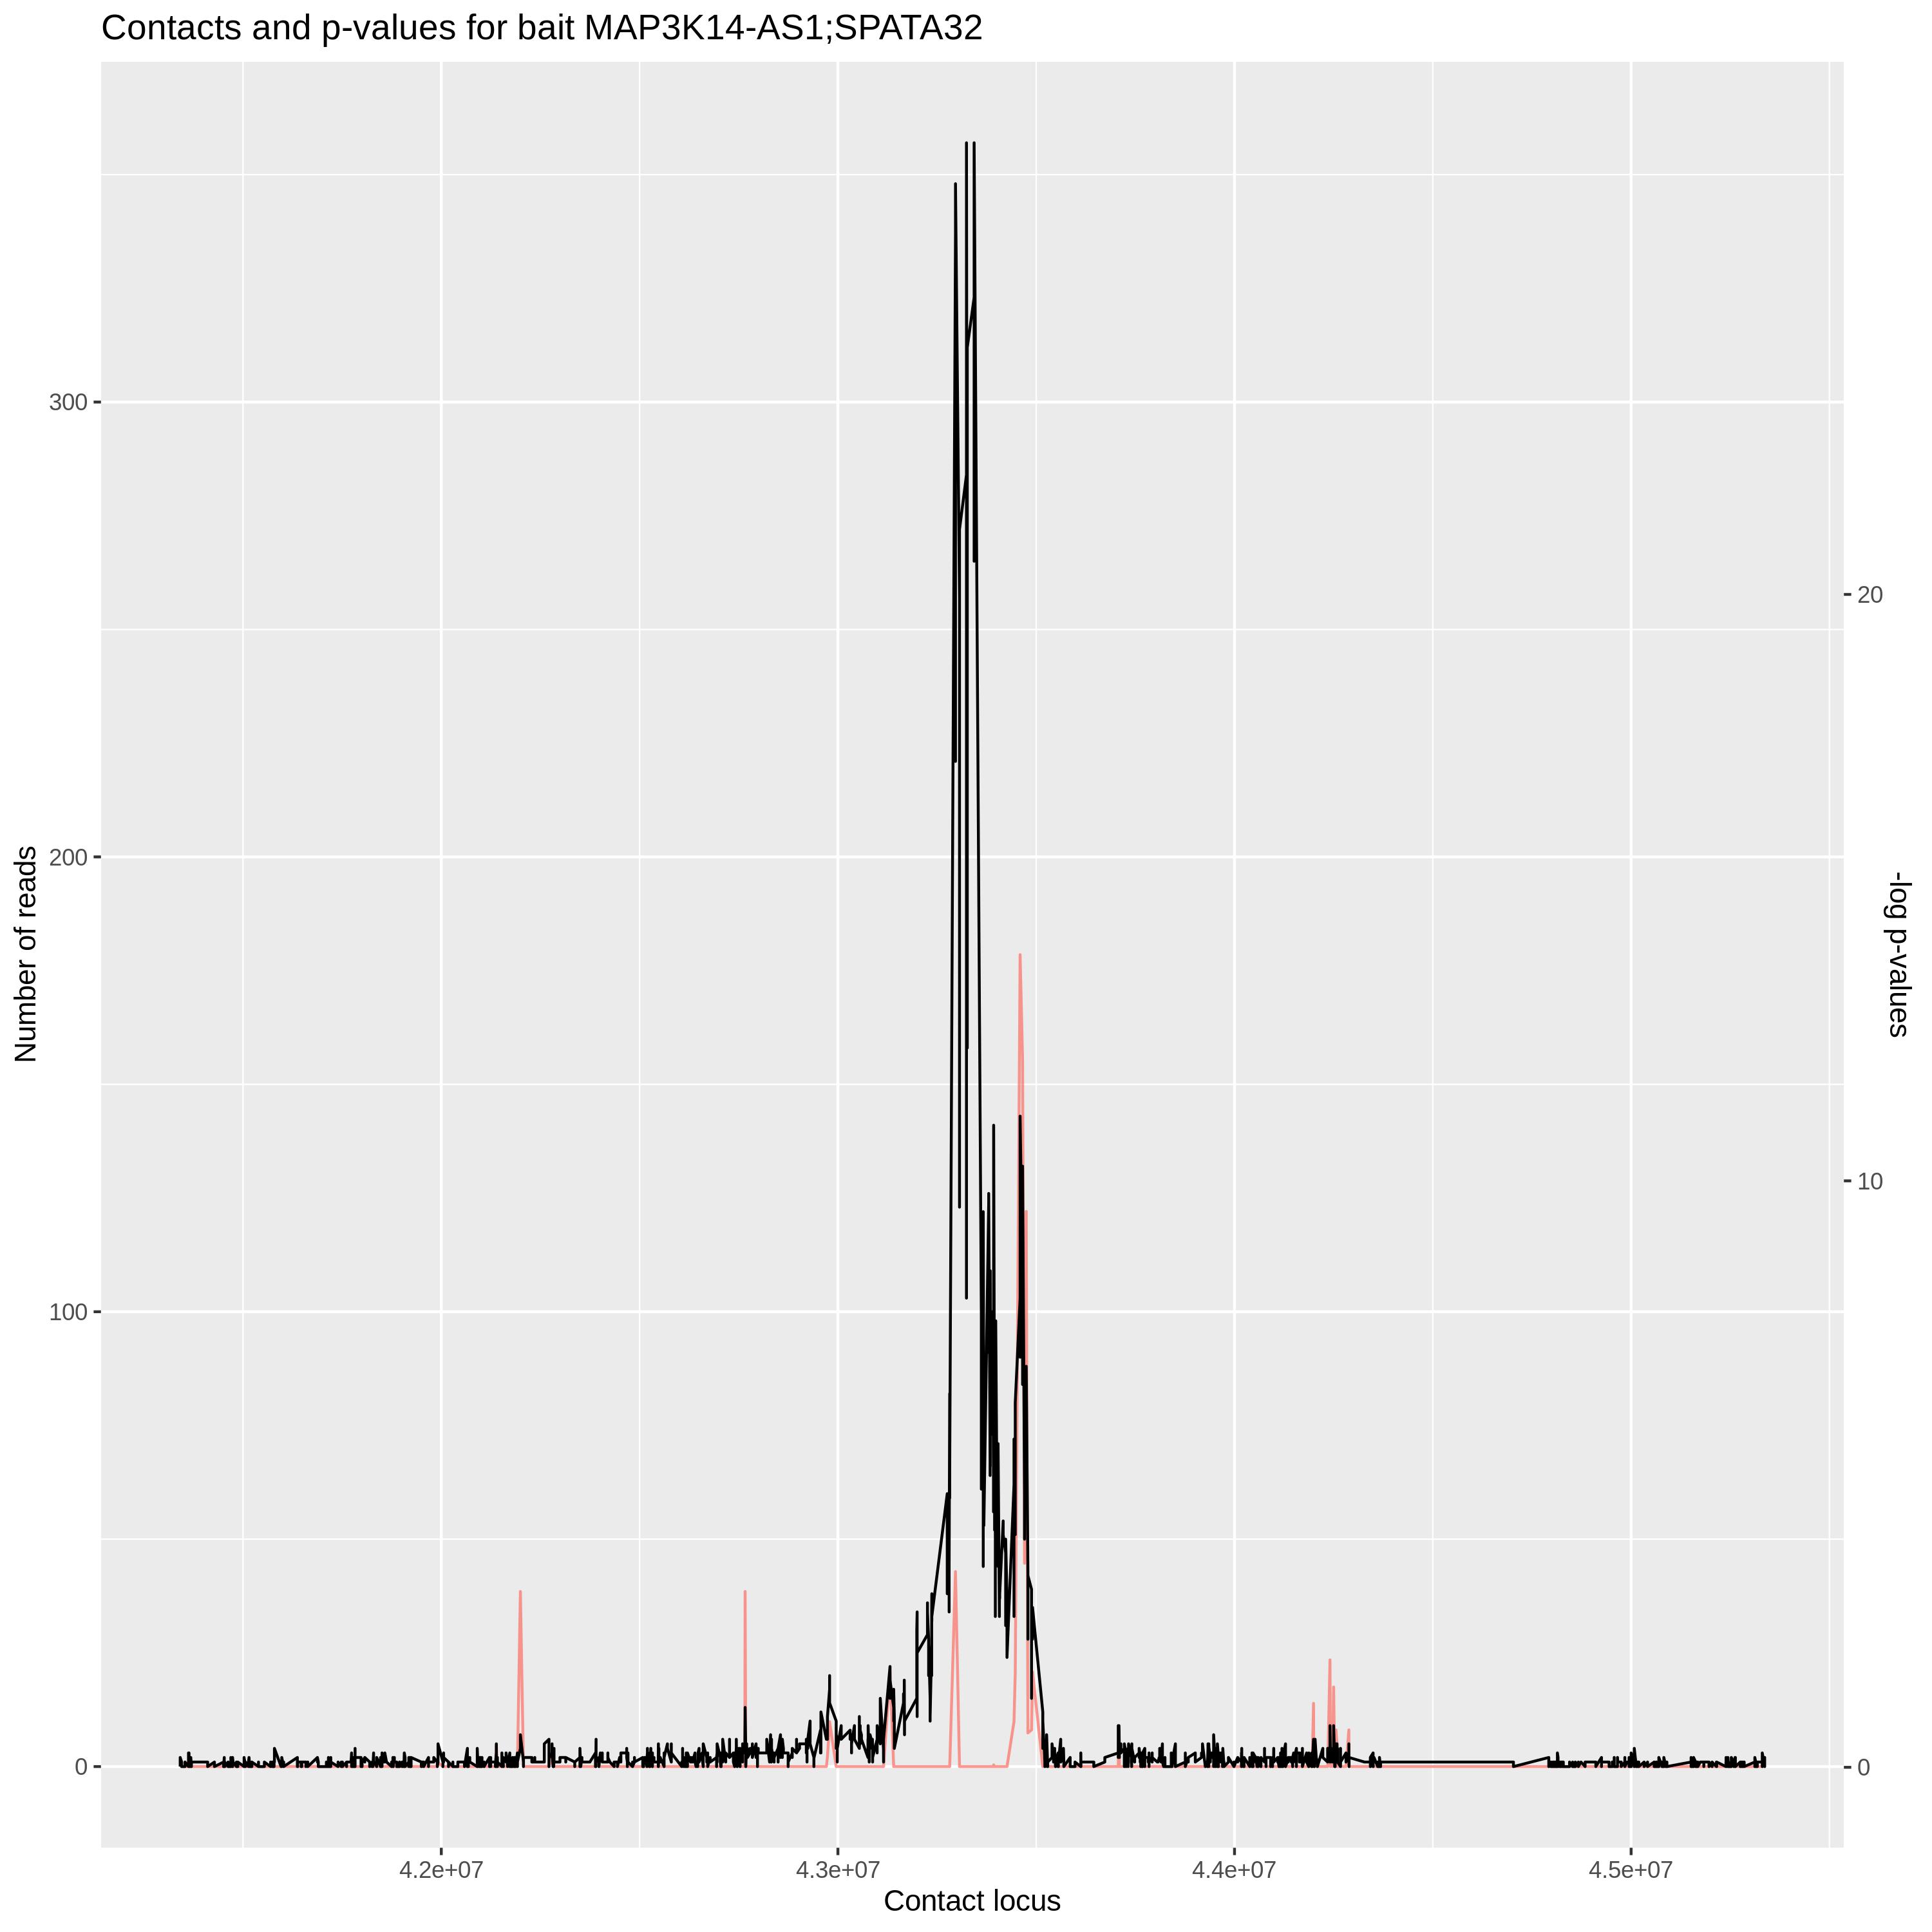 Contacts and p-values for bait MAP3K14-AS1;SPATA32
Number of reads
300
200
100
0
20
10
0
-log p-values
4.2e+07
4.3e+07
4.4e+07
4.5e+07
Contact locus